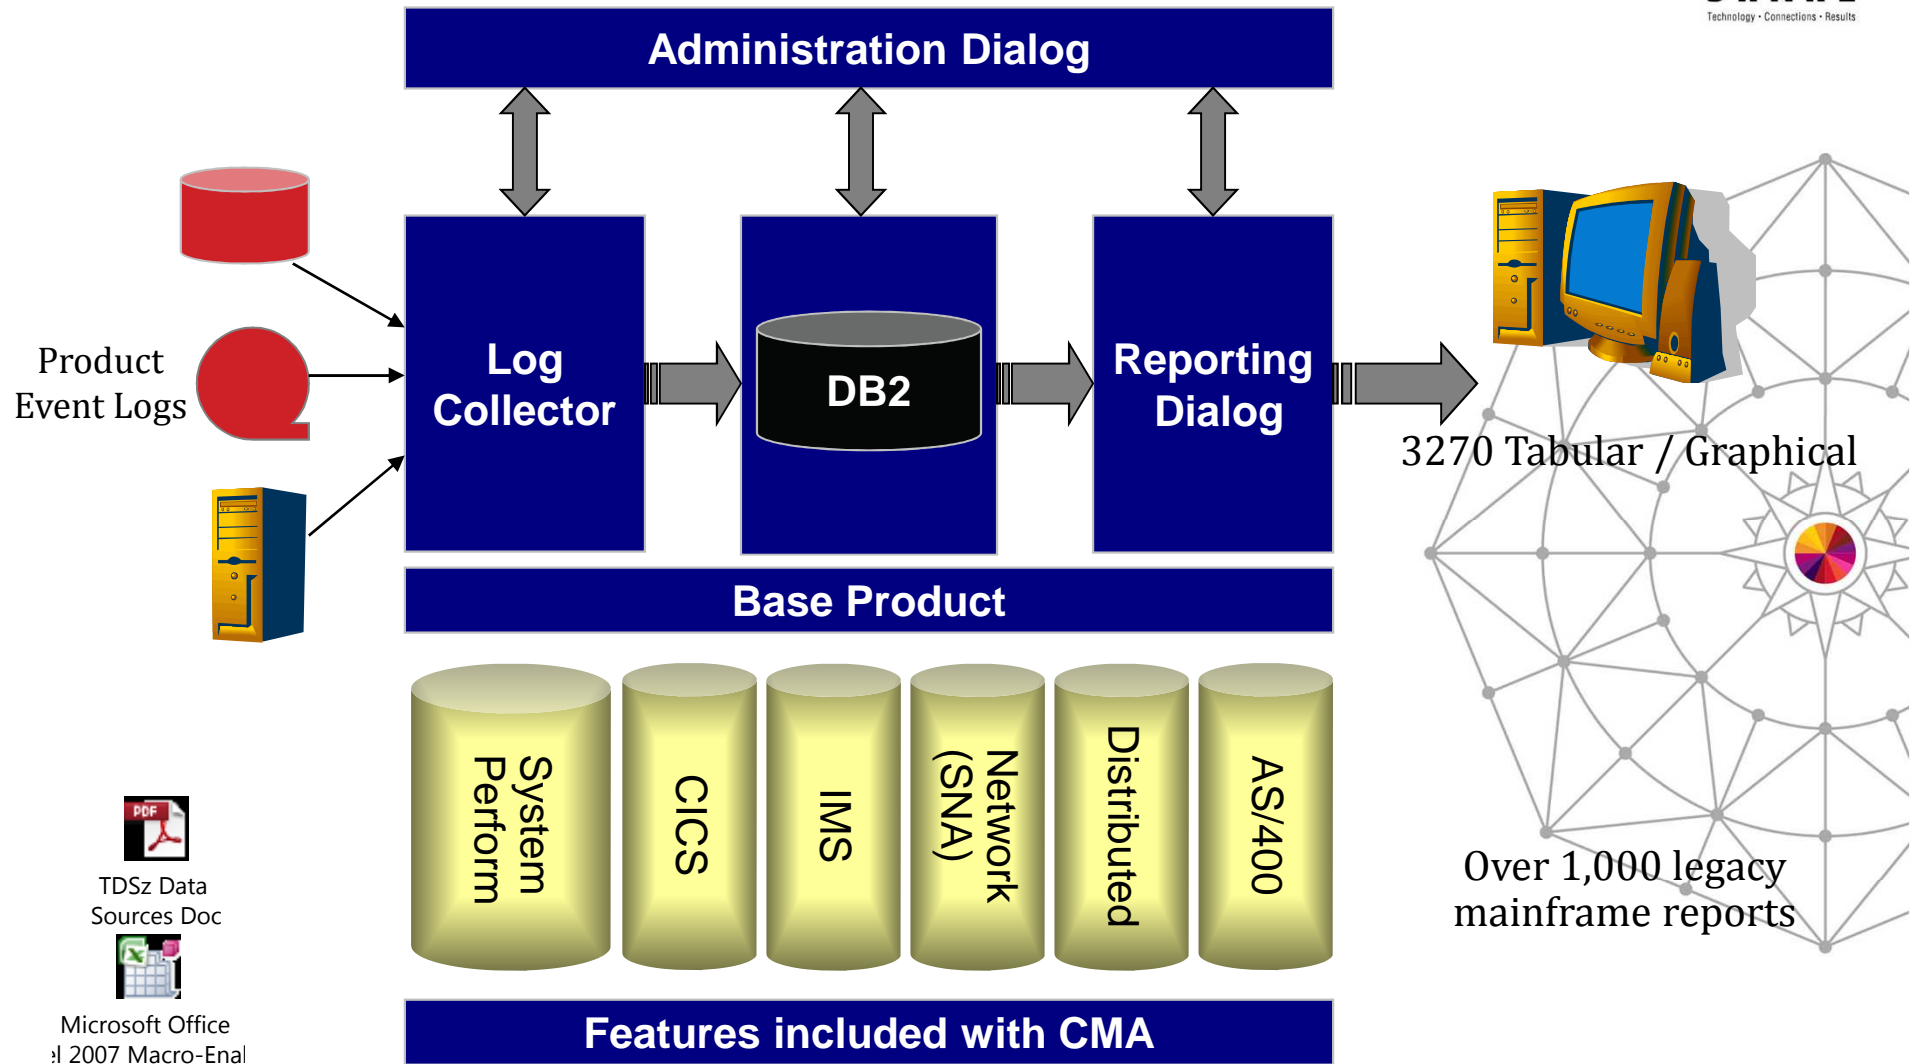 Technology • Connections • Results
Administration Dialog
Product
Event Logs
Log
Collector
DB2
Reporting
Dialog
3270 Tabular / Graphical
Base Product
System
Perform
CICS
IMS
Network
(SNA)
Distributed
AS/400
Over 1,000 legacy
mainframe reports
PDF
TDSz Data
Sources Doc
Microsoft Office
2007 Macro-Enal
Features included with CMA